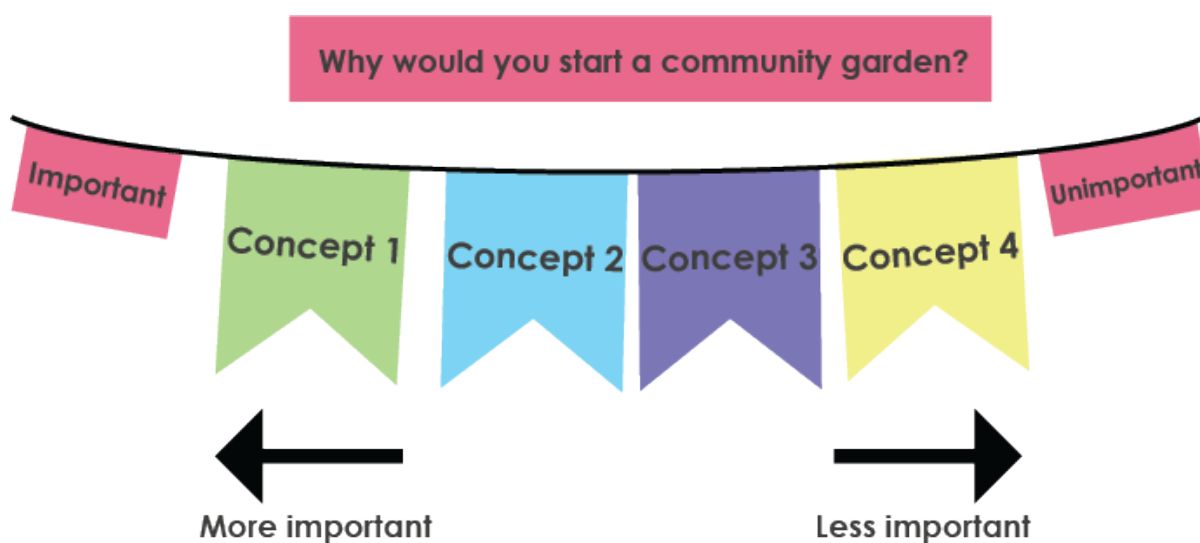 Why would you start a community garden?
Important
Concept 1
Concept 2
Concept 3
Concept 4
Unimportant
More important
Less important